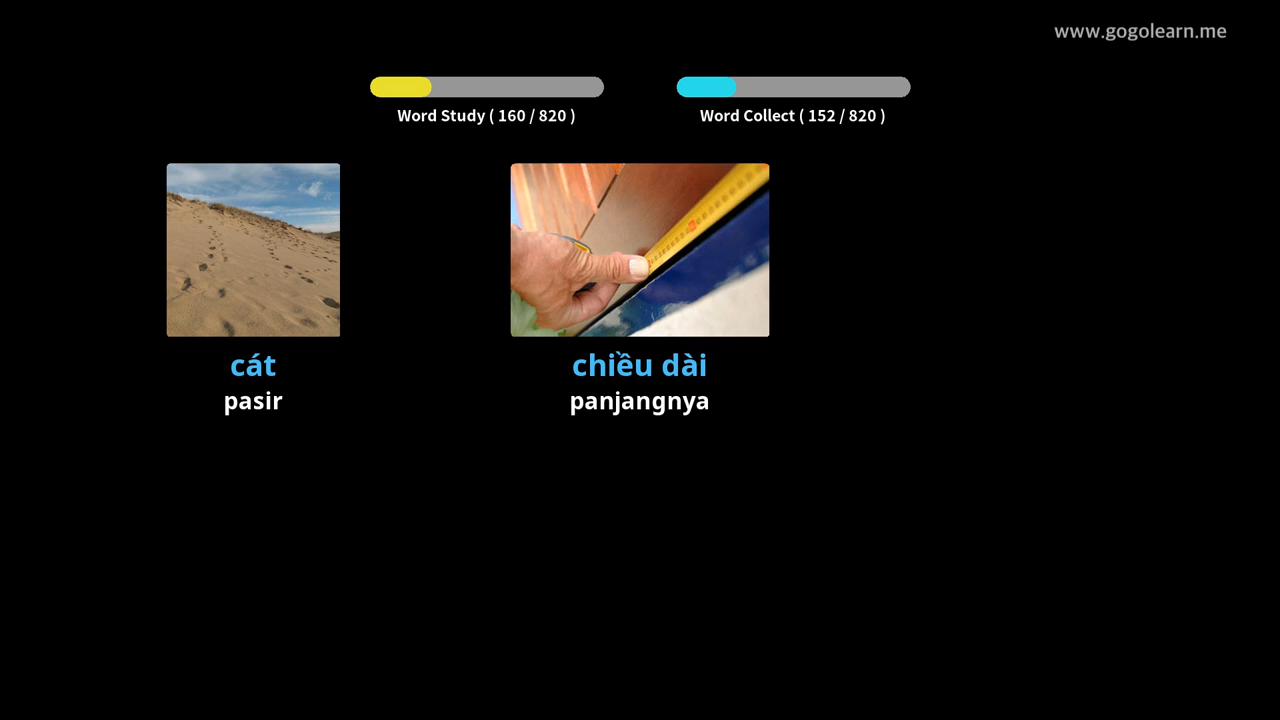 www.gogolearn.me
Word Study ( 160 / 820 )
Word Collect ( 152 / 820 )
cát
pasir
chiều dài
panjangnya